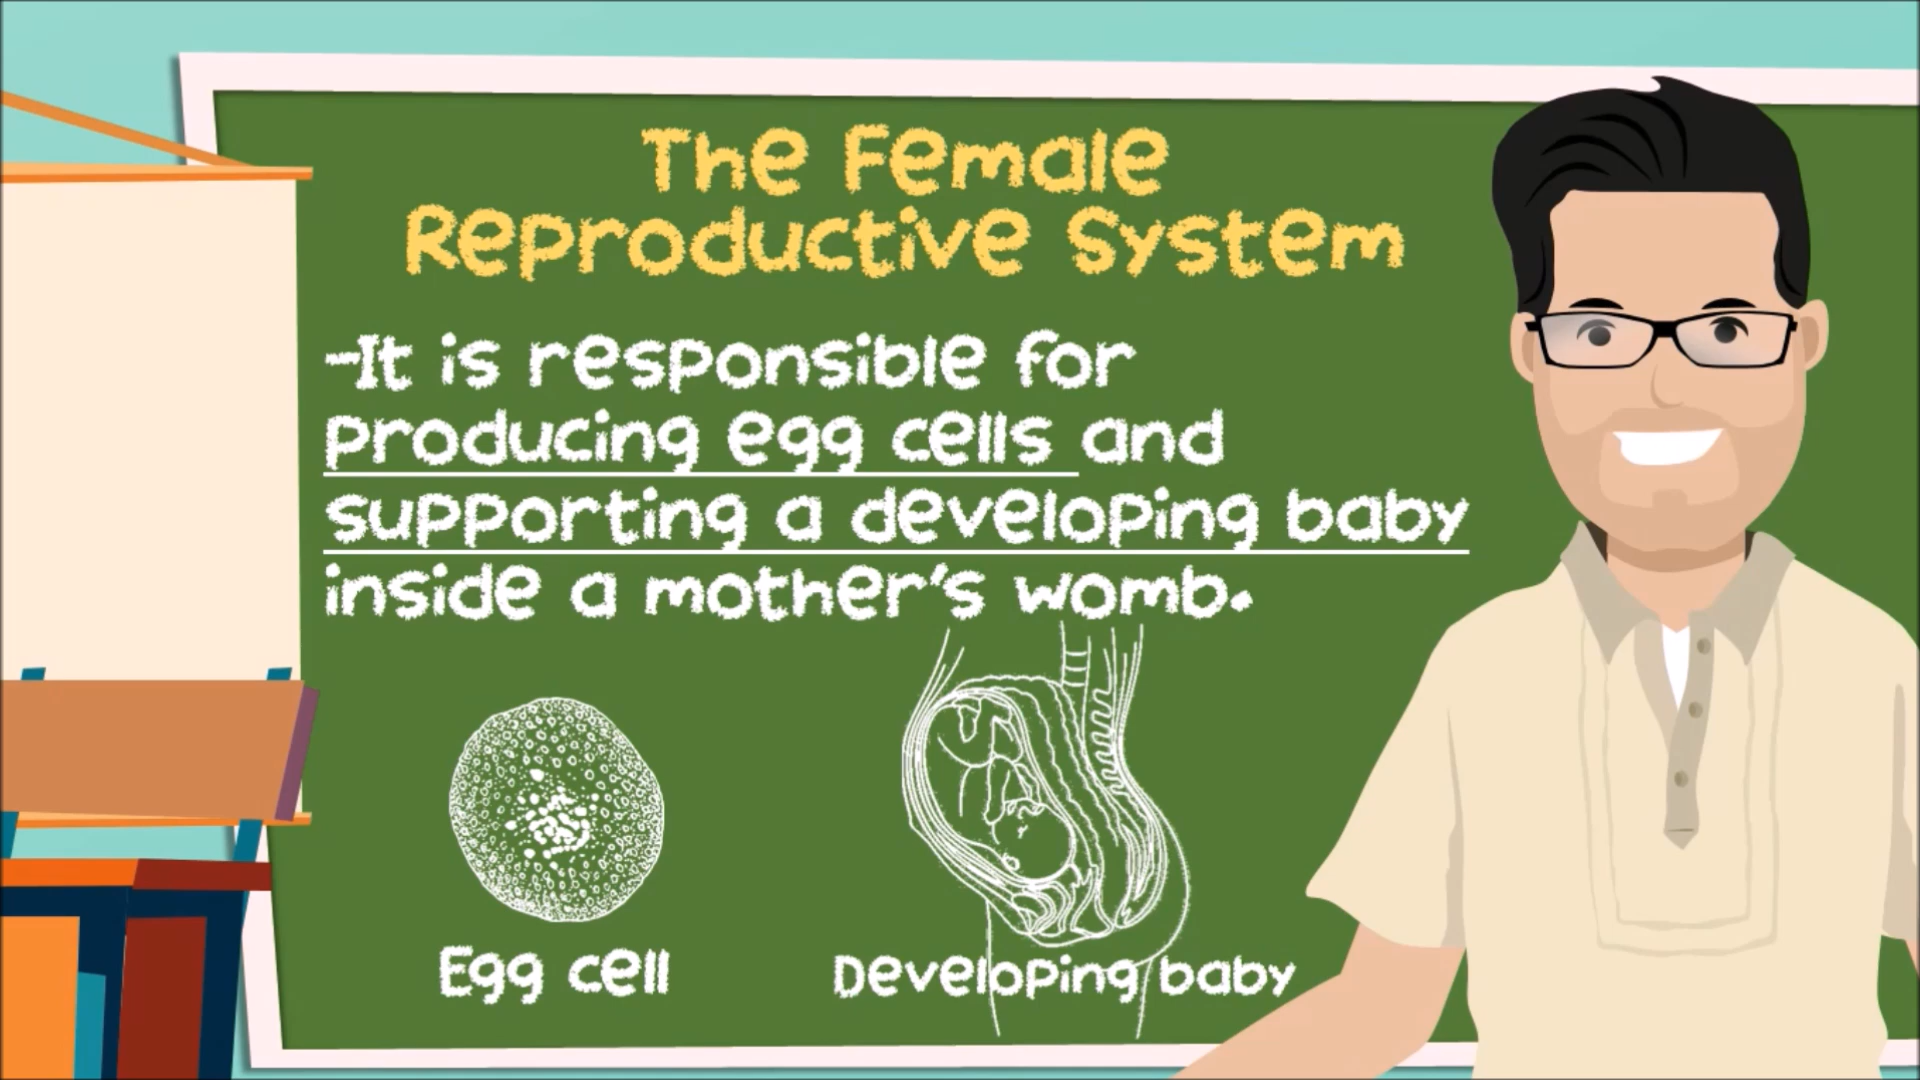 The Female
Reproductive System
-It is responsible for
producing egg cells and
supporting a developing baby
inside a mother's womb.
Egg cell
Developing baby